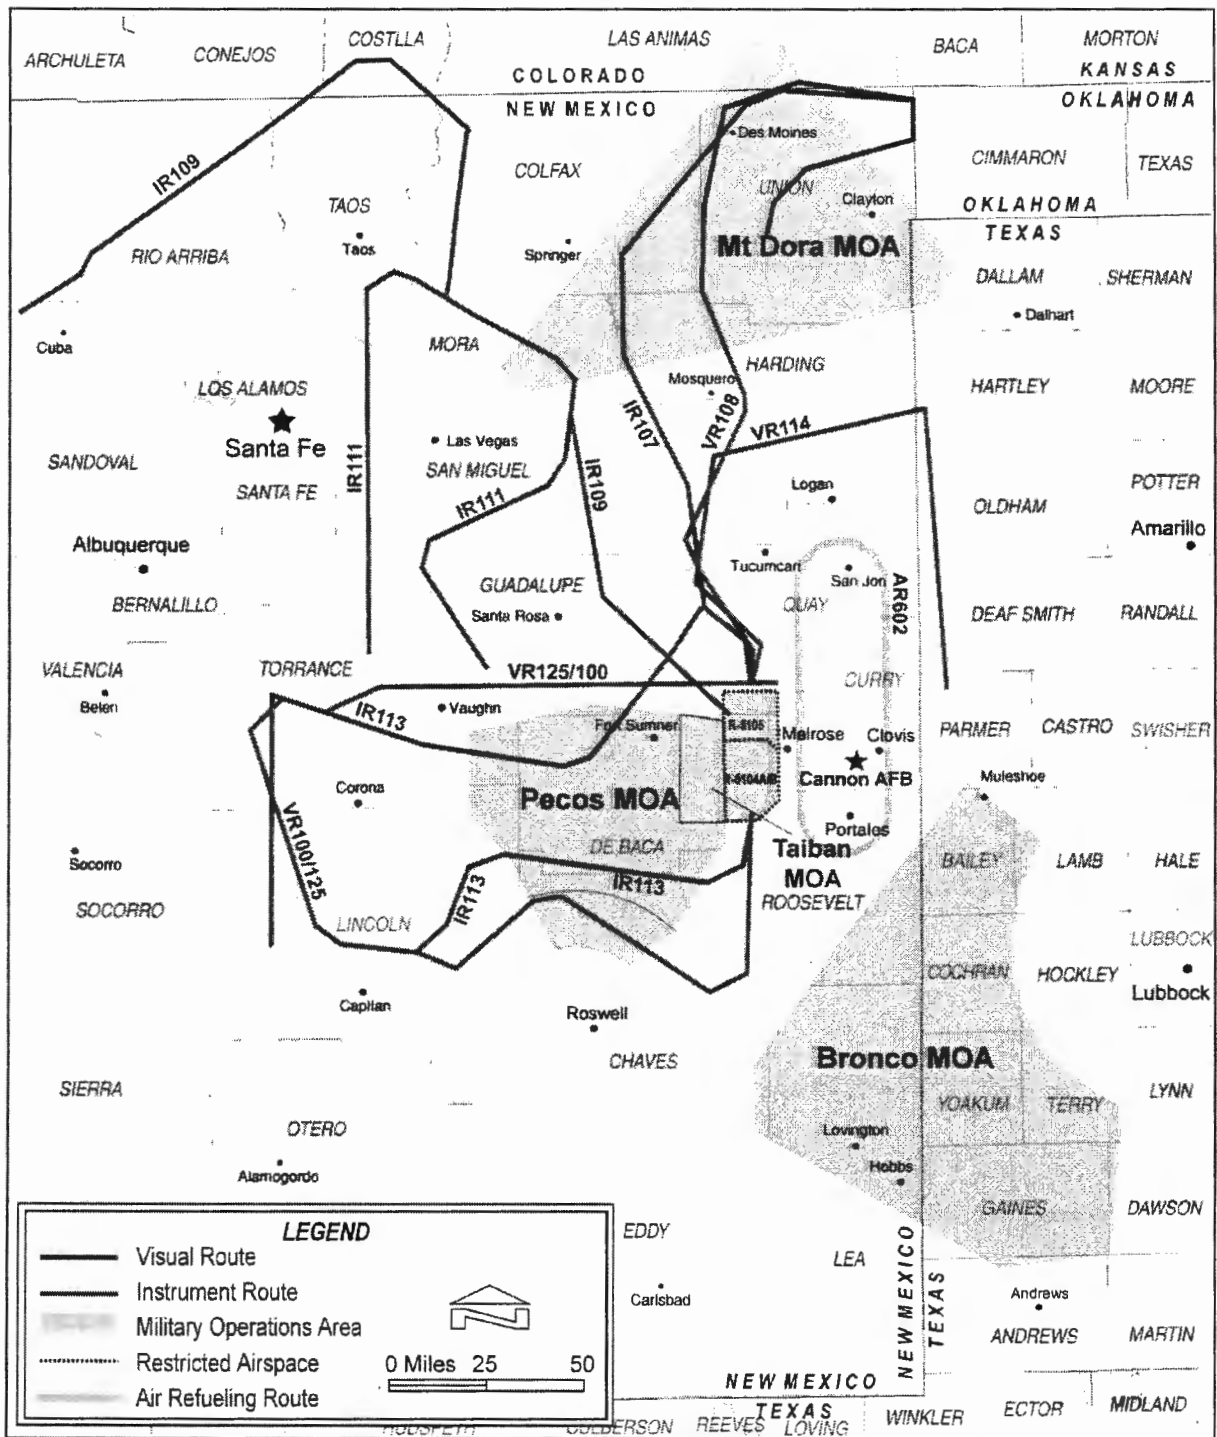 COSTLLA
LAS ANIMAS
MORTON
ARCHULETA
CONEJOS
BACA
COLORADO
KANSAS
NEW MEXICO
OKLAHOMA
Des Moines
IR109
COLFAX
CIMMARON
TEXAS
UNION
TAOS
Clayton
OKLAHOMA
Taos
TEXAS
RIO ARRIBA
Springer
Mt Dora MOA
DALLAM
SHERMAN
Dalhart
Cuba
MORA
HARDING
Mosquero
LOS ALAMOS
HARTLEY
MOORE
IR107
VR108
VR114
Santa Fe
Las Vegas
SANDOVAL
IR111
SAN MIGUEL
IR109
SANTA FE
IR111
Logan
POTTER
OLDHAM
Amarillo
Albuquerque
Tucumcari
San Jon
AR602
GUADALUPE
BERNALILLO
QUAY
Santa Rosa
DEAF SMITH
RANDALL
VALENCIA
TORRANCE
VR125/100
CURRY
Belen
IR113
Vaughn
Fort Sumner
R-5105
Melrose
Clovis
PARMER
CASTRO
SWISHER
R-5104A/B
Cannon AFB
Muleshoe
Corona
Pecos MOA
Portales
VR100/125
Socorro
DE BACA
Taiban
MOA
BAILEY
LAMB
HALE
IR113
IR113
ROOSEVELT
SOCORRO
LINCOLN
LUBBOCK
COCHRAN
HOCKLEY
Lubbock
Capitan
Roswell
Bronco MOA
CHAVES
SIERRA
YOAKUM
TERRY
LYNN
OTERO
Lovington
Alamogordo
Hobbs
GAINES
DAWSON
LEGEND
Visual Route
Instrument Route
Military Operations Area
Restricted Airspace
Air Refueling Route
0 Miles 25 50
EDDY
LEA
NEW MEXICO
TEXAS
Carlsbad
Andrews
ANDREWS
MARTIN
NEW MEXICO
TEXAS
REEVES
LOVING
WINKLER
ECTOR
MIDLAND